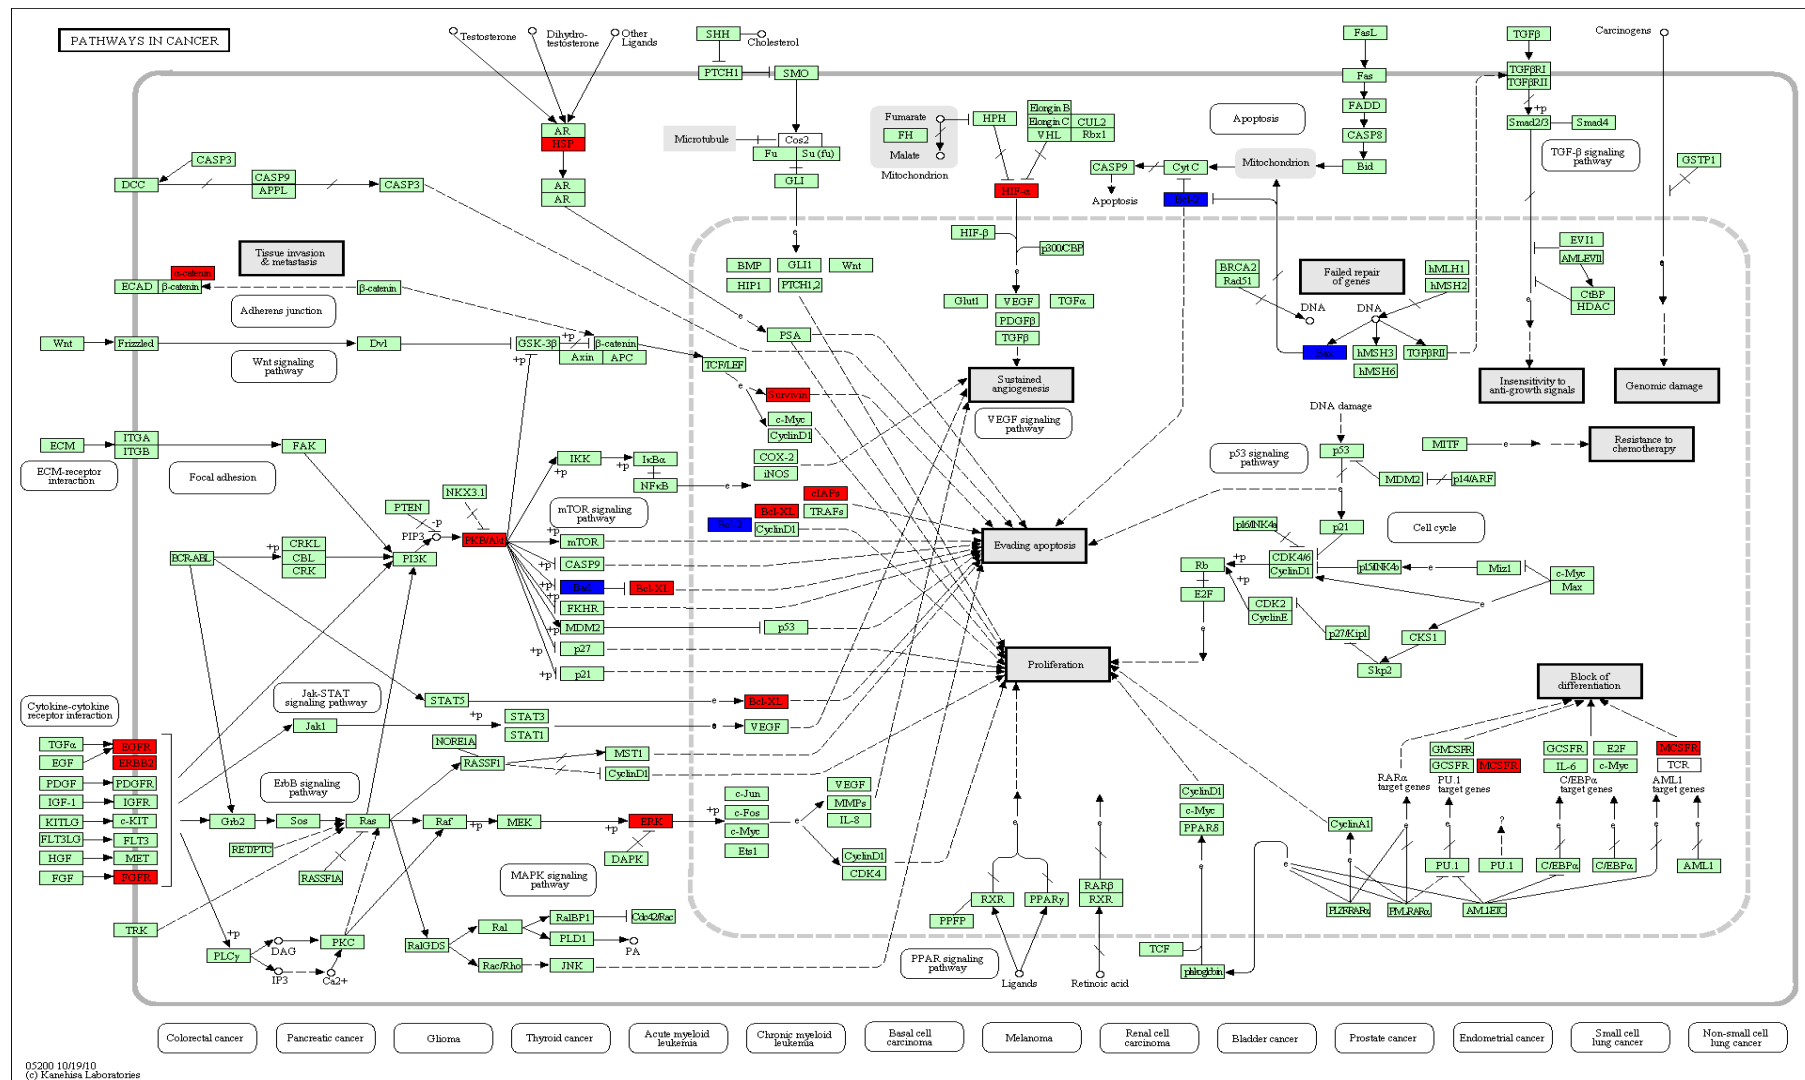 PATHWAYS IN CANCER
Testosterone
Dihydro-
testosterone
Other
Ligands
SHH
Cholesterol
PTCH1
SMO
FasL
Fas
FADD
CASP8
Bid
TGFβ
TGFβRI
TGFβRII
+p
Smad2/3
Smad4
TGF-β signaling
pathway
Carcinogens
GSTP1
AR
HSP
AR
AR
Microtubule
Cos2
Fu
Su (fu)
GLI
e
Fumarate
FH
Malate
Mitochondrion
HPH
Elongin B
Elongin C
CUL2
VHL
Rbx1
HIF-α
Apoptosis
CASP9
Cyt C
Mitochondrion
Apoptosis
Bcl-2
CASP3
DCC
CASP9
APPL
CASP3
Tissue invasion
& metastasis
α-catenin
ECAD
β-catenin
β-catenin
Adherens junction
BMP
GLI1
Wnt
HIP1
PTCH1,2
HIF-β
p300/CBP
e
Glut1
VEGF
TGFα
PDGFβ
TGFβ
BRCA2
Rad51
DNA
Failed repair
of genes
hMLH1
hMSH2
DNA
Bax
hMSH3
TGFβRII
hMSH6
EVI1
AML1-EVI1
CtBP
HDAC
e
e
Wnt
Frizzled
Dvl
GSK-3β
+p
β-catenin
Axin
APC
+p
Wnt signaling
pathway
e
PSA
TCF/LEF
e
Survivin
c-Myc
CyclinD1
Sustained
angiogenesis
VEGF signaling
pathway
Insensitivity to
anti-growth signals
Genomic damage
ECM
ITGA
ITGB
FAK
ECM-receptor
interaction
Focal adhesion
IKK
+p
+p
IκBα
NFκB
e
COX-2
iNOS
DNA damage
p53
p53 signaling
pathway
MITF
e
Resistance to
chemotherapy
MDM2
p14/ARF
e
NKX3.1
PTEN
-p
PIP3
PKB/Akt
mTOR signaling
pathway
cIAPs
Bcl-XL
TRAFs
Bcl-2
CyclinD1
p16/INK4a
p21
Cell cycle
BCR-ABL
+p
CRKL
CBL
CRK
PI3K
mTOR
+p
CASP9
+p
Bad
Bcl-XL
+p
FKHR
+p
MDM2
p53
+p
p27
+p
p21
Evading apoptosis
Rb
+p
CDK4/6
CyclinD1
p15/INK4b
e
Miz1
c-Myc
Max
E2F
+p
CDK2
CyclinE
e
p27/Kip1
e
CKS1
Skp2
Proliferation
Block of
differentiation
Jak-STAT
signaling pathway
STAT5
e
Bcl-XL
Cytokine-cytokine
receptor interaction
Jak1
+p
STAT3
STAT1
e
VEGF
TGFα
EGFR
EGF
ERBB2
PDGF
PDGFR
IGF-1
IGFR
KITLG
c-KIT
FLT3LG
FLT3
HGF
MET
FGF
FGFR
NORE1A
RASSF1
MST1
CyclinD1
ErbB signaling
pathway
Grb2
Sos
Ras
Raf
+p
MEK
+p
ERK
+p
DAPK
RET/PTC
RASSF1A
c-Jun
c-Fos
c-Myc
Ets1
e
VEGF
MMPs
IL-8
CyclinD1
CDK4
MAPK signaling
pathway
TRK
+p
PLCγ
DAG
IP3
PKC
Ca2+
RalGDS
Ral
RalBP1
Cdc42/Rac
PLD1
PA
Rac/Rho
JNK
e
e
RXR
PPARγ
PPFP
RARβ
RXR
PPAR signaling
pathway
Ligands
Retinoic acid
CyclinD1
c-Myc
PPARδ
e
TCF
plakoglobin
GMCSFR
GCSFR
MCSFR
RARα
target genes
PU.1
target genes
GCSFR
E2F
IL-6
c-Myc
C/EBPα
target genes
MCSFR
TCR
AML1
target genes
CyclinA1
e
e
e
?
e
e
e
e
PU.1
PU.1
C/EBPα
C/EBPα
AML1
PLZF-RARα
PML-RARα
AML1-ETO
Colorectal cancer
Pancreatic cancer
Glioma
Thyroid cancer
Acute myeloid
leukemia
Chronic myeloid
leukemia
Basal cell
carcinoma
Melanoma
Renal cell
carcinoma
Bladder cancer
Prostate cancer
Endometrial cancer
Small cell
lung cancer
Non-small cell
lung cancer
05200 10/19/10
(c) Kanehisa Laboratories